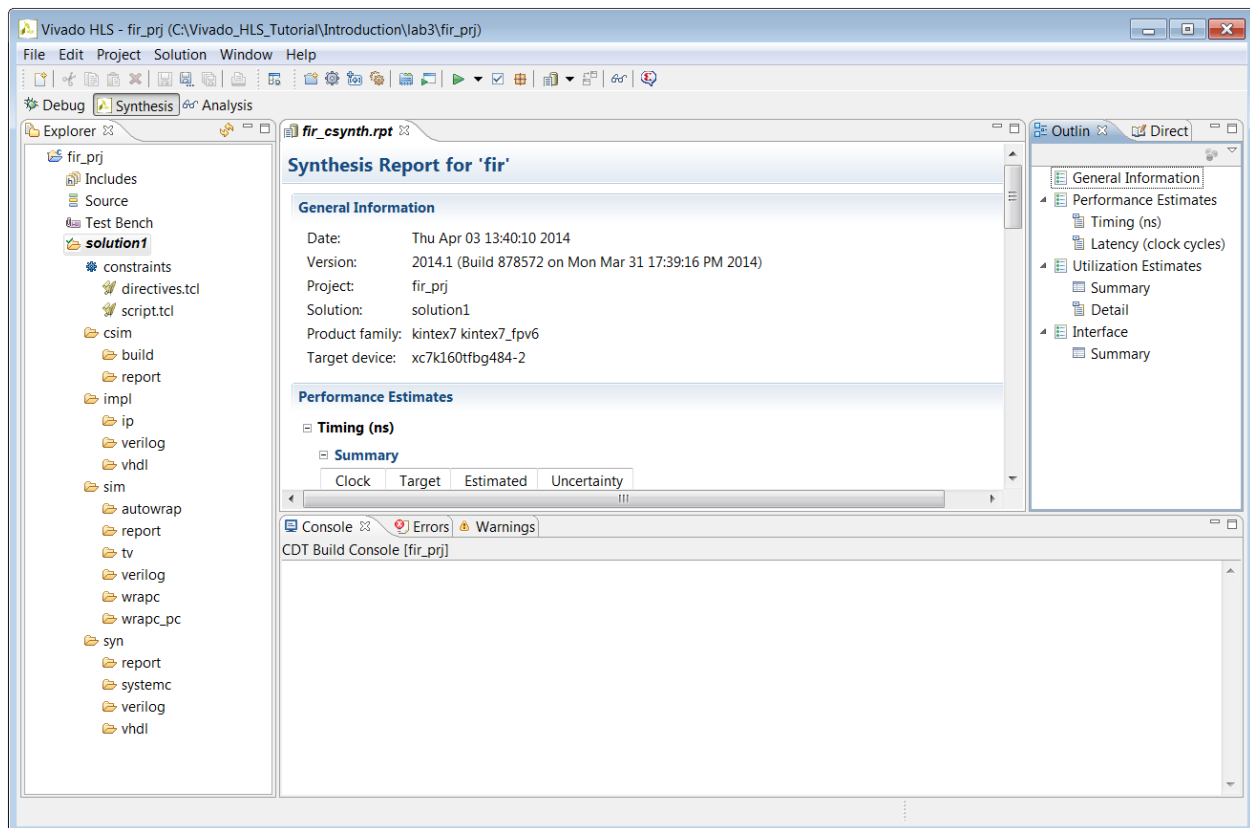 Vivado HLS - fir_prj (C:\Vivado_HLS_Tutorial\Introduction\lab3\fir_prj)
File Edit Project Solution Window Help
Debug Synthesis Analysis
Explorer
fir_prj
Includes
Source
Test Bench
solution1
constraints
directives.tcl
script.tcl
csim
build
report
impl
ip
verilog
vhdl
sim
autowrap
report
tv
verilog
wrapc
wrapc_pc
syn
report
systemc
verilog
vhdl
fir_csynth.rpt
Synthesis Report for 'fir'
General Information
Date: Thu Apr 03 13:40:10 2014
Version: 2014.1 (Build 878572 on Mon Mar 31 17:39:16 PM 2014)
Project: fir_prj
Solution: solution1
Product family: kintex7 kintex7_fpv6
Target device: xc7k160tfbg484-2
Performance Estimates
Timing (ns)
Summary
Clock Target Estimated Uncertainty
Outlin Direct
General Information
Performance Estimates
Timing (ns)
Latency (clock cycles)
Utilization Estimates
Summary
Detail
Interface
Summary
Console Errors Warnings
CDT Build Console [fir_prj]